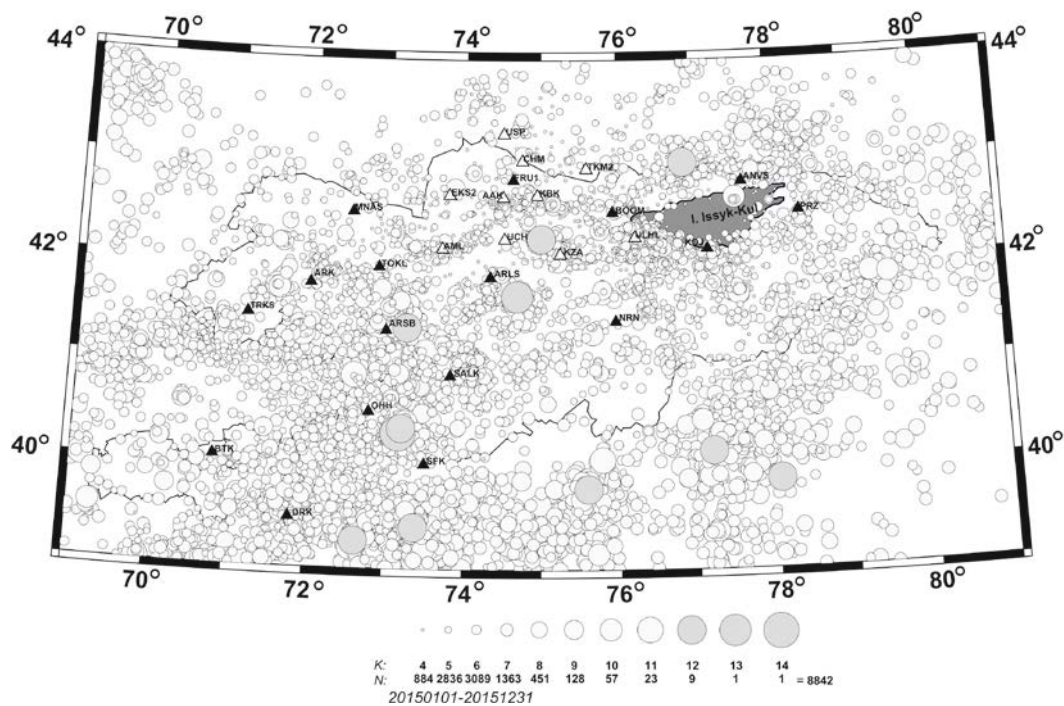 70° 72° 74° 76° 78° 80°
44° 44°
USP
CHM
TKM2
FRU1
ANVS
EKS2 AAK KBK
MNAS BOOM PRZ
I. Issyk-Kul
UCH ULHL
AML KZA KDJ
42° 42°
TOKL
ARK ARLS
TRKS
ARSB NRN
SALK
OHH
40° 40°
BTK SFK
DRK
70° 72° 74° 76° 78° 80°
K: 4 5 6 7 8 9 10 11 12 13 14
N: 884 2836 3089 1363 451 128 57 23 9 1 1 = 8842
20150101-20151231